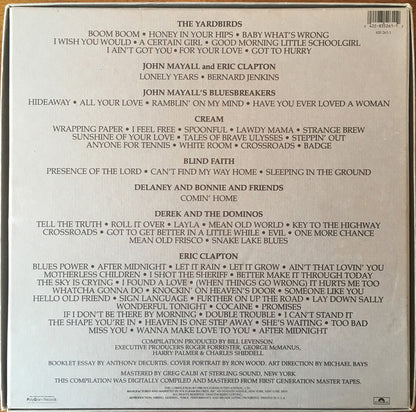 THE YARDBIRDS
BOOM BOOM • HONEY IN YOUR HIPS • BABY WHAT'S WRONG
I WISH YOU WOULD • A CERTAIN GIRL • GOOD MORNING LITTLE SCHOOLGIRL
I AIN'T GOT YOU • FOR YOUR LOVE • GOT TO HURRY
JOHN MAYALL and ERIC CLAPTON
LONELY YEARS • BERNARD JENKINS
JOHN MAYALL'S BLUESBREAKERS
HIDEAWAY • ALL YOUR LOVE • RAMBLIN' ON MY MIND • HAVE YOU EVER LOVED A WOMAN
CREAM
WRAPPING PAPER • I FEEL FREE • SPOONFUL • LAWDY MAMA • STRANGE BREW
SUNSHINE OF YOUR LOVE • TALES OF BRAVE ULYSSES • STEPPIN' OUT
ANYONE FOR TENNIS • WHITE ROOM • CROSSROADS • BADGE
BLIND FAITH
PRESENCE OF THE LORD • CAN'T FIND MY WAY HOME • SLEEPING IN THE GROUND
DELANEY AND BONNIE AND FRIENDS
COMIN' HOME
DEREK AND THE DOMINOS
TELL THE TRUTH • ROLL IT OVER • LAYLA • MEAN OLD WORLD • KEY TO THE HIGHWAY
CROSSROADS • GOT TO GET BETTER IN A LITTLE WHILE • EVIL • ONE MORE CHANCE
MEAN OLD FRISCO • SNAKE LAKE BLUES
ERIC CLAPTON
BLUES POWER • AFTER MIDNIGHT • LET IT RAIN • LET IT GROW • AIN'T THAT LOVIN' YOU
MOTHERLESS CHILDREN • I SHOT THE SHERIFF • BETTER MAKE IT THROUGH TODAY
THE SKY IS CRYING • I FOUND A LOVE • (WHEN THINGS GO WRONG) IT HURTS ME TOO
WHATCHA GONNA DO • KNOCKIN' ON HEAVEN'S DOOR • SOMEONE LIKE YOU
HELLO OLD FRIEND • SIGN LANGUAGE • FURTHER ON UP THE ROAD • LAY DOWN SALLY
WONDERFUL TONIGHT • COCAINE • PROMISES
IF I DON'T BE THERE BY MORNING • DOUBLE TROUBLE • I CAN'T STAND IT
THE SHAPE YOU'RE IN • HEAVEN IS ONE STEP AWAY • SHE'S WAITING • TOO BAD
MISS YOU • WANNA MAKE LOVE TO YOU • AFTER MIDNIGHT
COMPILATION PRODUCED BY BILL LEVENSON.
EXECUTIVE PRODUCERS ROGER FORRESTER, GEORGE McMANUS,
HARRY PALMER & CHARLES SHIDDELL.
BOOKLET ESSAY BY ANTHONY DECURTIS. COVER PORTRAIT BY RON WOOD. ART DIRECTION BY MICHAEL BAYS
MASTERED BY GREG CALBI AT STERLING SOUND, NEW YORK.
THIS COMPILATION WAS DIGITALLY COMPILED AND MASTERED FROM FIRST GENERATION MASTER TAPES.